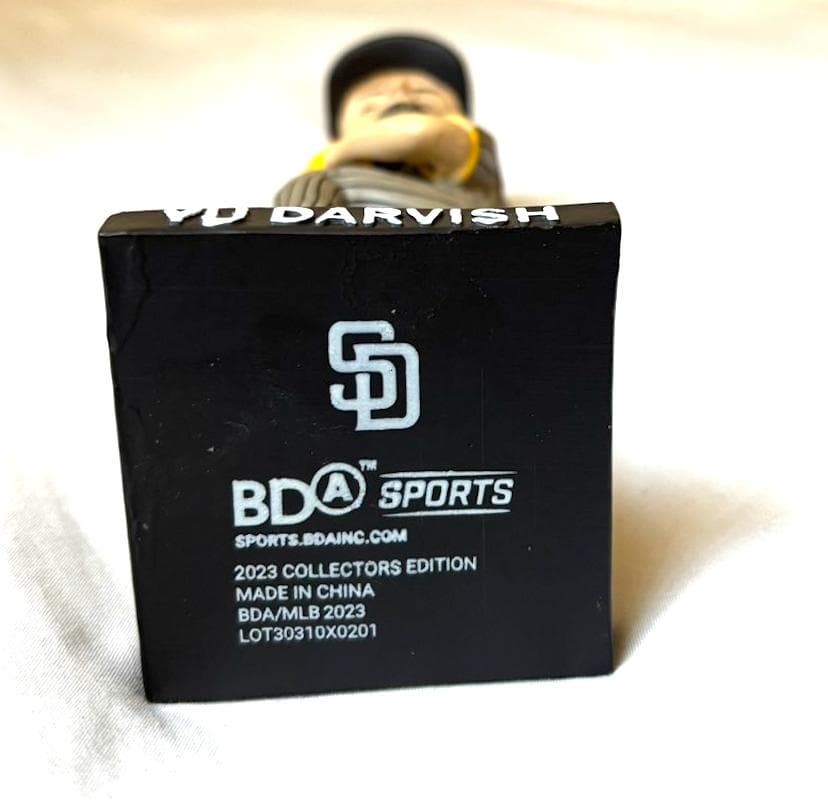 YU DARVISH
SD
BDA™ SPORTS
SPORTS.BDAINC.COM
2023 COLLECTORS EDITION
MADE IN CHINA
BDA/MLB 2023
LOT30310X0201